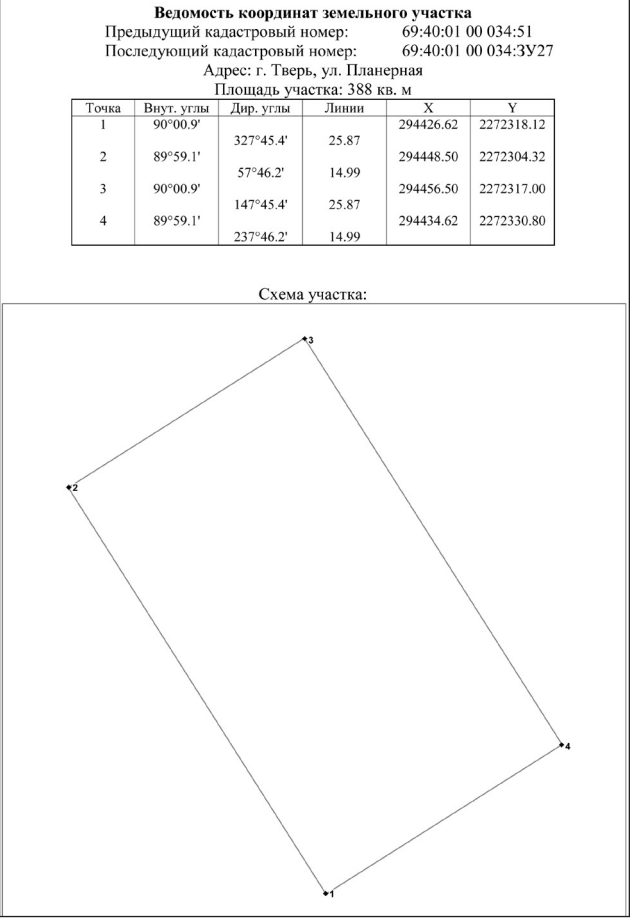 Ведомость координат земельного участка
Предыдущий кадастровый номер: 69:40:01 00 034:51
Последующий кадастровый номер: 69:40:01 00 034:ЗУ27
Адрес: г. Тверь, ул. Планерная
Площадь участка: 388 кв. м
Точка Внут. углы Дир. углы Линии X Y
1 90°00.9' 294426.62 2272318.12
327°45.4' 25.87
2 89°59.1' 294448.50 2272304.32
57°46.2' 14.99
3 90°00.9' 294456.50 2272317.00
147°45.4' 25.87
4 89°59.1' 294434.62 2272330.80
237°46.2' 14.99
Схема участка:
3
2
4
1